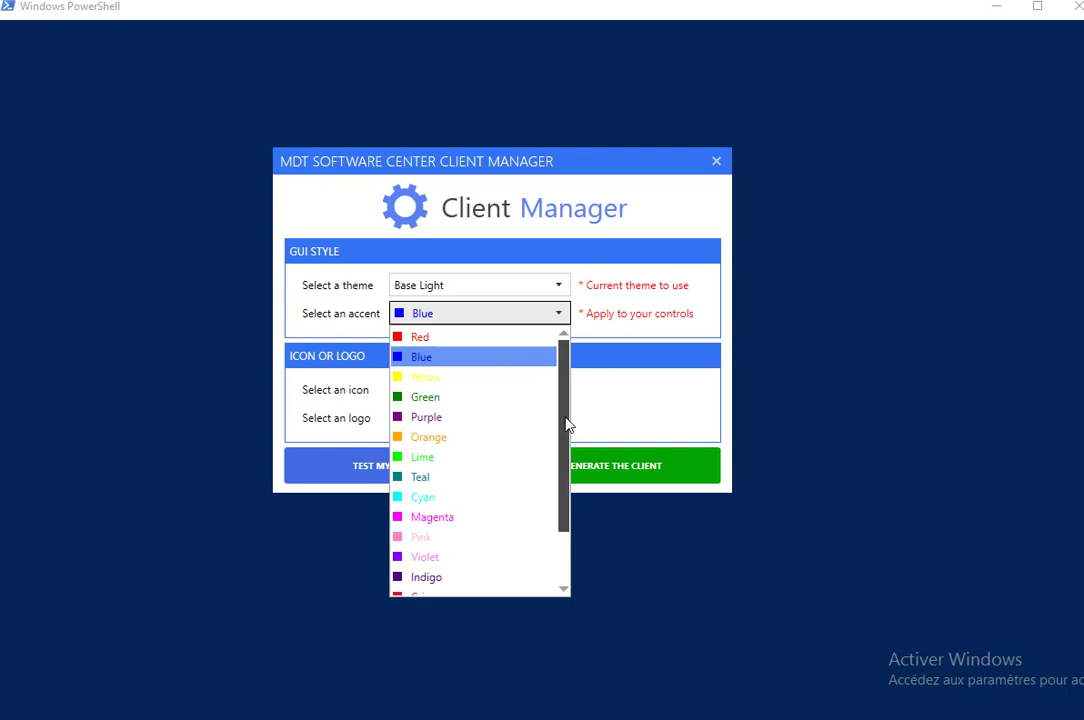 Windows PowerShell
MDT SOFTWARE CENTER CLIENT MANAGER
Client Manager
GUI STYLE
Select a theme Base Light * Current theme to use
Select an accent Blue * Apply to your controls
Red
ICON OR LOGO Blue
Yellow
Select an icon Green
Select an logo Purple
Orange
Lime
TEST MY ENERATE THE CLIENT
Teal
Cyan
Magenta
Pink
Violet
Indigo
Activer Windows
Accédez aux paramètres pour ac